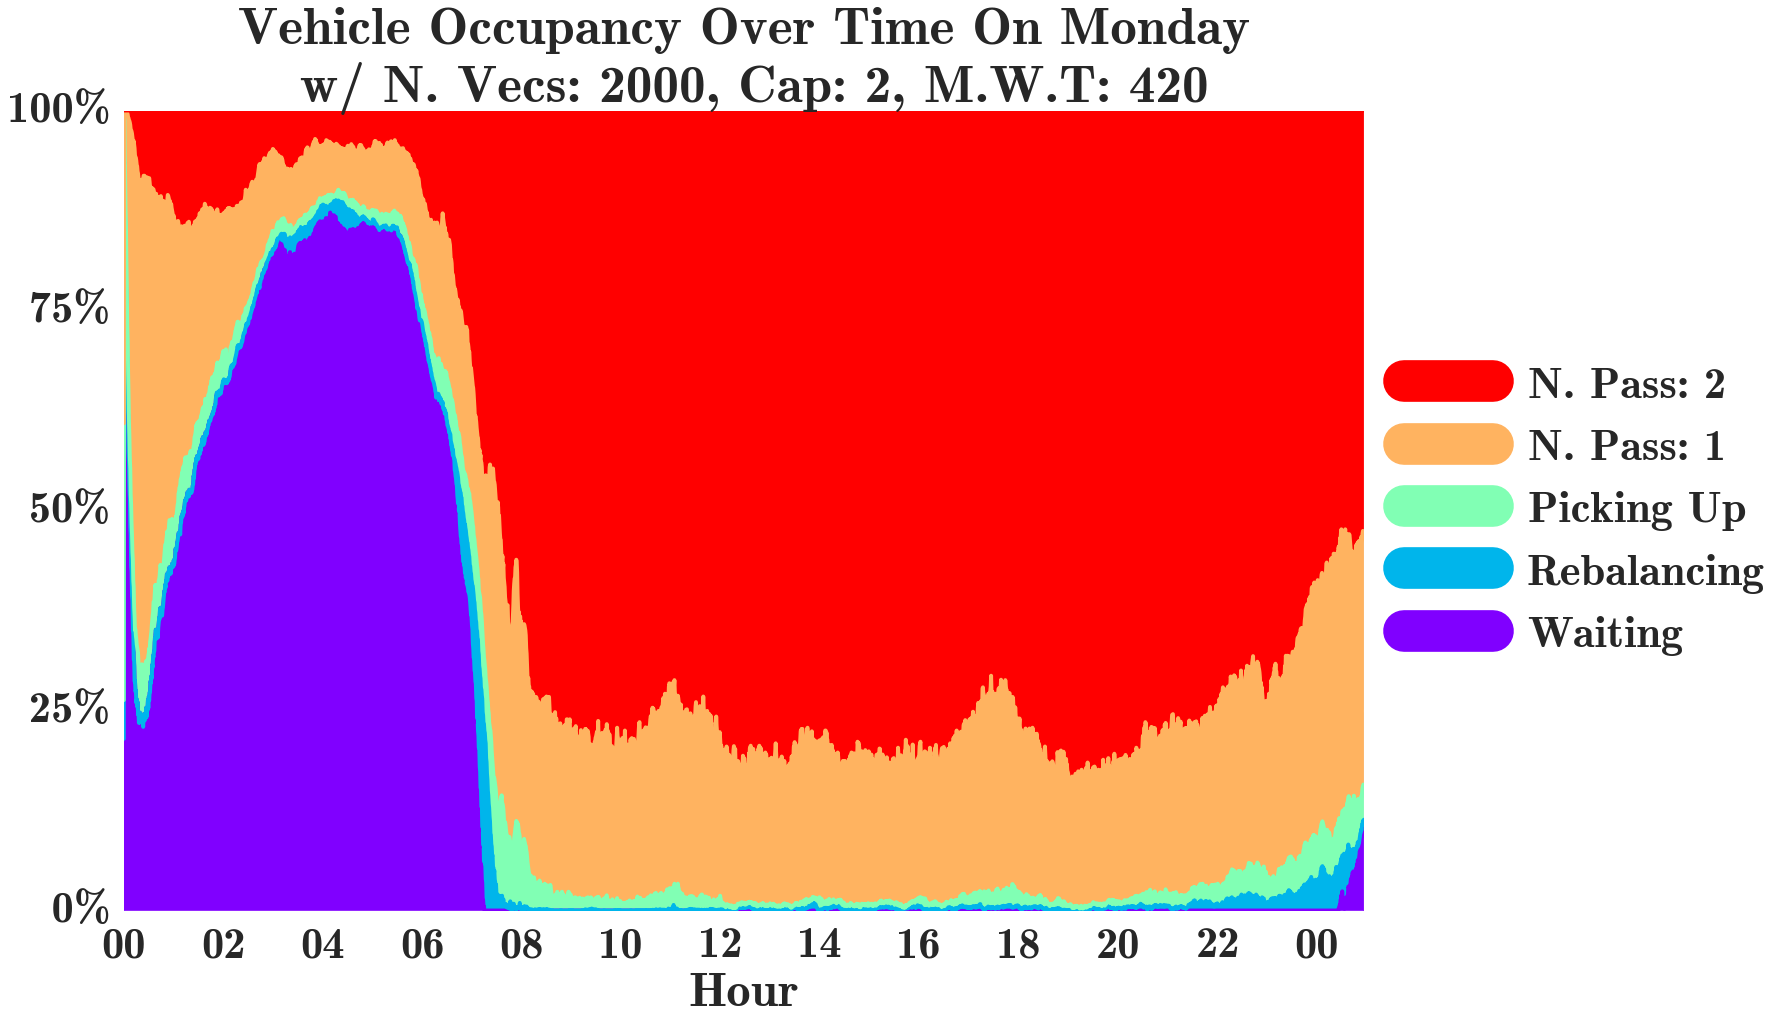 Vehicle Occupancy Over Time On Monday
w/ N. Vecs: 2000, Cap: 2, M.W.T: 420
100%
75%
50%
25%
0%
00 02 04 06 08 10 12 14 16 18 20 22 00
Hour
N. Pass: 2
N. Pass: 1
Picking Up
Rebalancing
Waiting